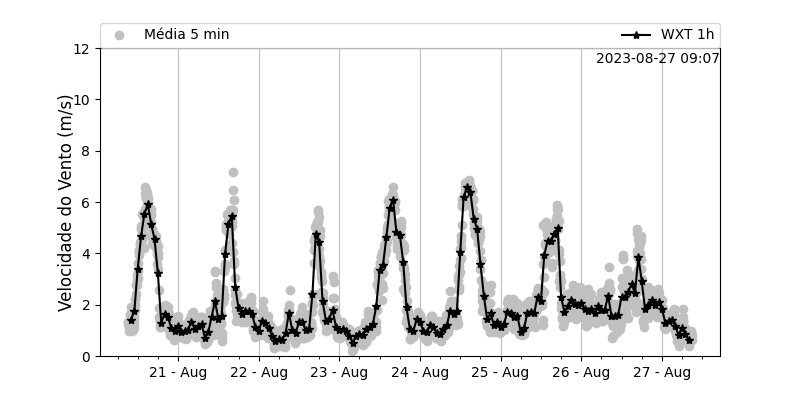 Média 5 min
WXT 1h
2023-08-27 09:07
Velocidade do Vento (m/s)
12
10
8
6
4
2
0
21 - Aug
22 - Aug
23 - Aug
24 - Aug
25 - Aug
26 - Aug
27 - Aug